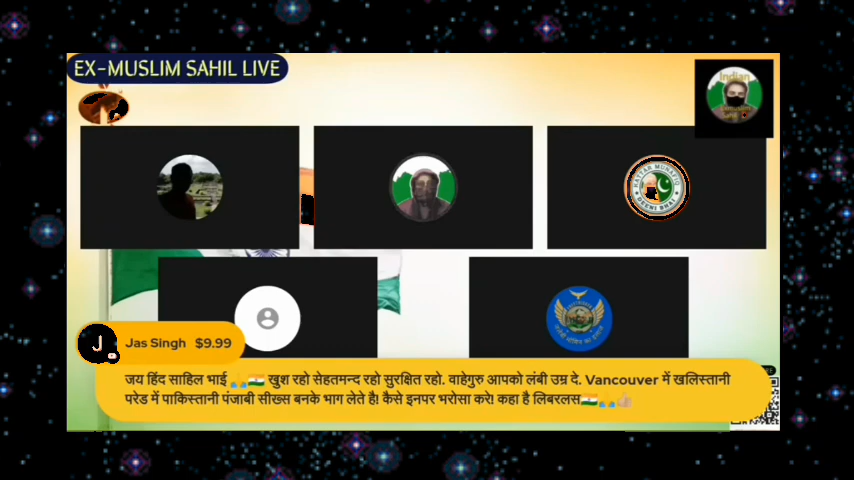 EX-MUSLIM SAHIL LIVE
Indian
Jas Singh $9.99
जय हिंद साहिल भाई 🙏🇮🇳 खुश रहो सेहतमन्द रहो सुरक्षित रहो. वाहेगुरु आपको लंबी उम्र दे. Vancouver में खलिस्तानी
परेड में पाकिस्तानी पंजाबी सीख्स बनके भाग लेते है! कैसे इनपर भरोसा करे! कहा है लिबरलस🇮🇳🙏👍